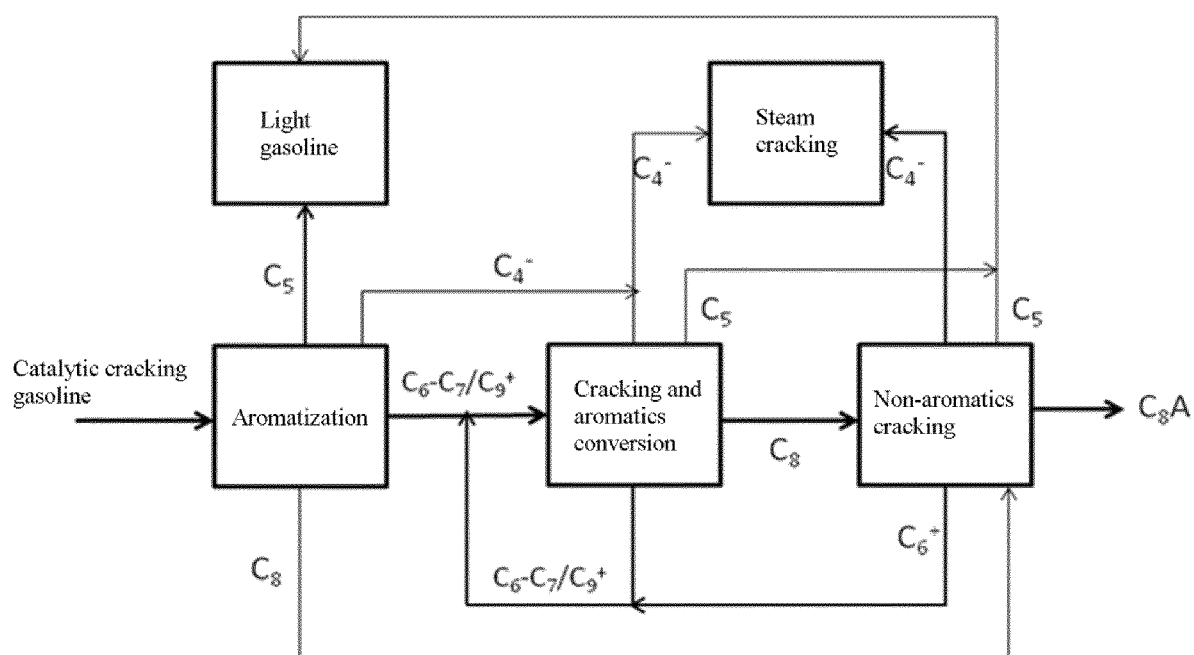 Light
gasoline
Steam
cracking
C₄⁻
C₄⁻
C₅
C₄⁻
C₅
C₅
Catalytic cracking
gasoline
Aromatization
C₆-C₇/C₉⁺
Cracking and
aromatics
conversion
C₈
Non-aromatics
cracking
C₈A
C₈
C₆-C₇/C₉⁺
C₆⁺